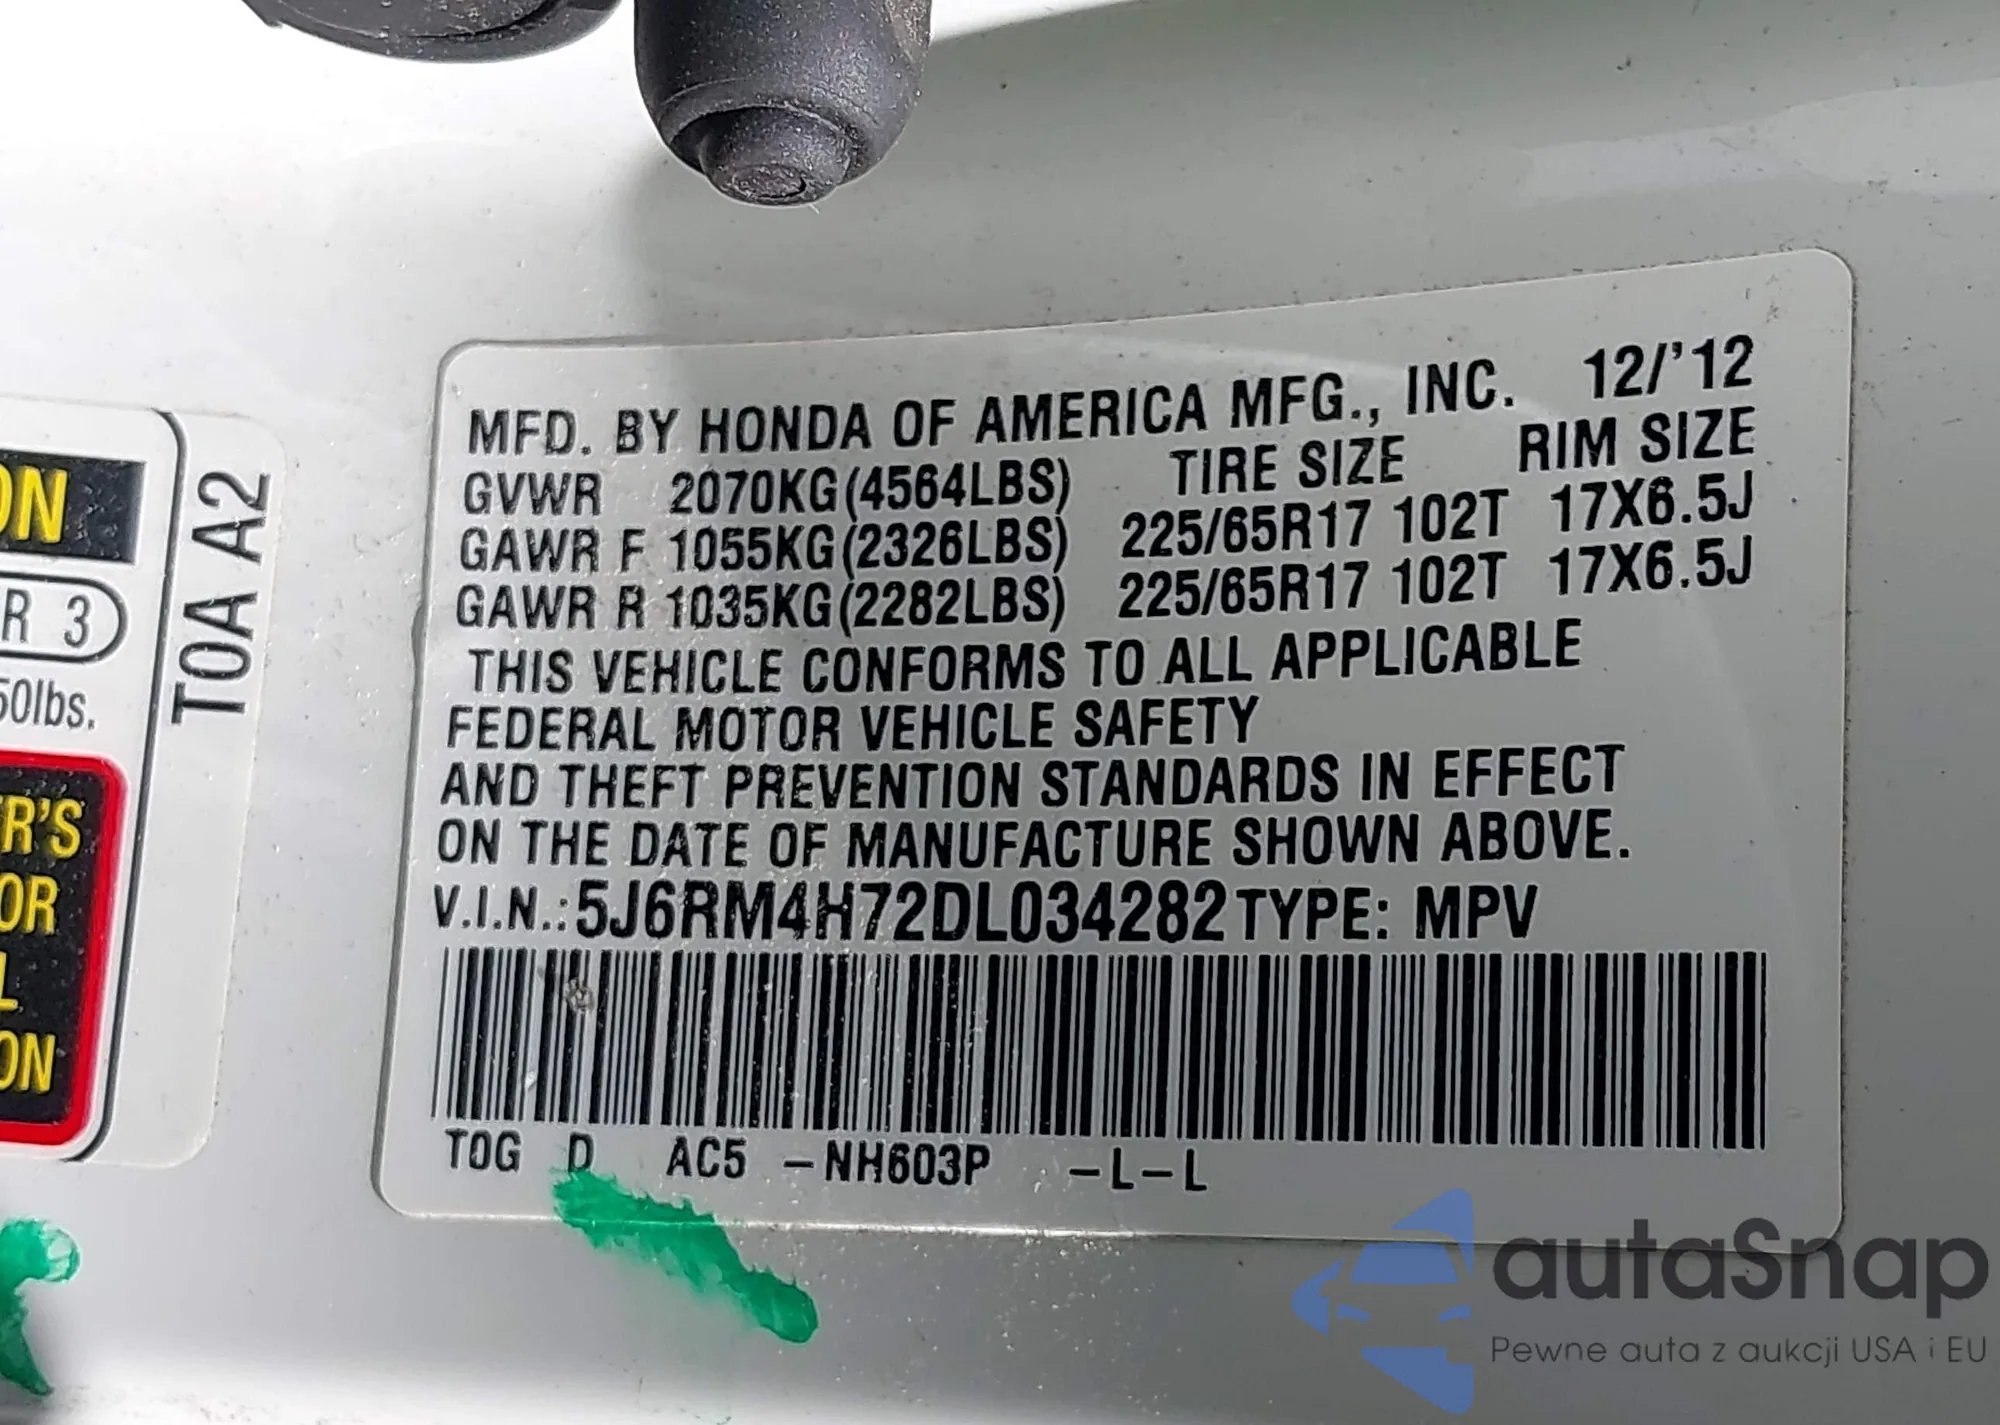 ON
R 3
50lbs.
R'S
OR
L
ON
T0A A2
MFD. BY HONDA OF AMERICA MFG., INC. 12/'12
GVWR 2070KG(4564LBS) TIRE SIZE RIM SIZE
GAWR F 1055KG(2326LBS) 225/65R17 102T 17X6.5J
GAWR R 1035KG(2282LBS) 225/65R17 102T 17X6.5J
THIS VEHICLE CONFORMS TO ALL APPLICABLE
FEDERAL MOTOR VEHICLE SAFETY
AND THEFT PREVENTION STANDARDS IN EFFECT
ON THE DATE OF MANUFACTURE SHOWN ABOVE.
V.I.N.:5J6RM4H72DL034282 TYPE: MPV
T0G D AC5 -NH603P -L-L
autaSnap
Pewne auta z aukcji USA i EU